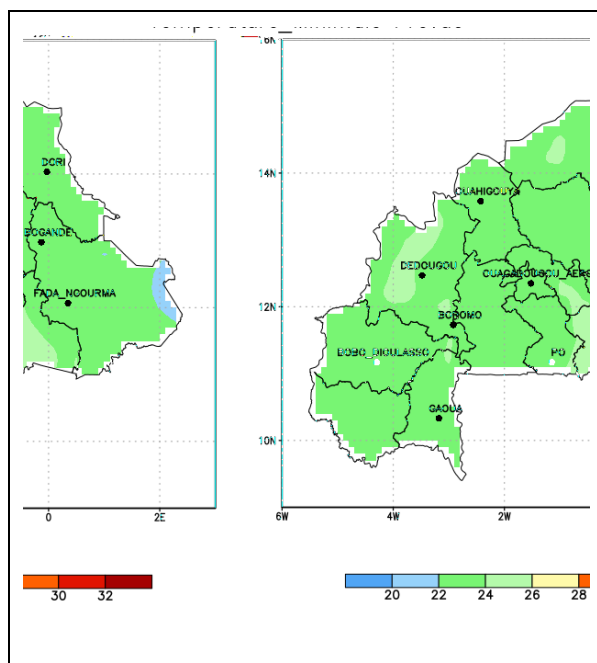 16N
DORI
14N
OUAHIGOUYA
BOGANDE
DEDOUGOU
FADA_NGOURMA
12N
BOROMO
BOBO_DIOULASSO
PO
GAOUA
10N
0
2E
6W
4W
2W
30
32
20
22
24
26
28